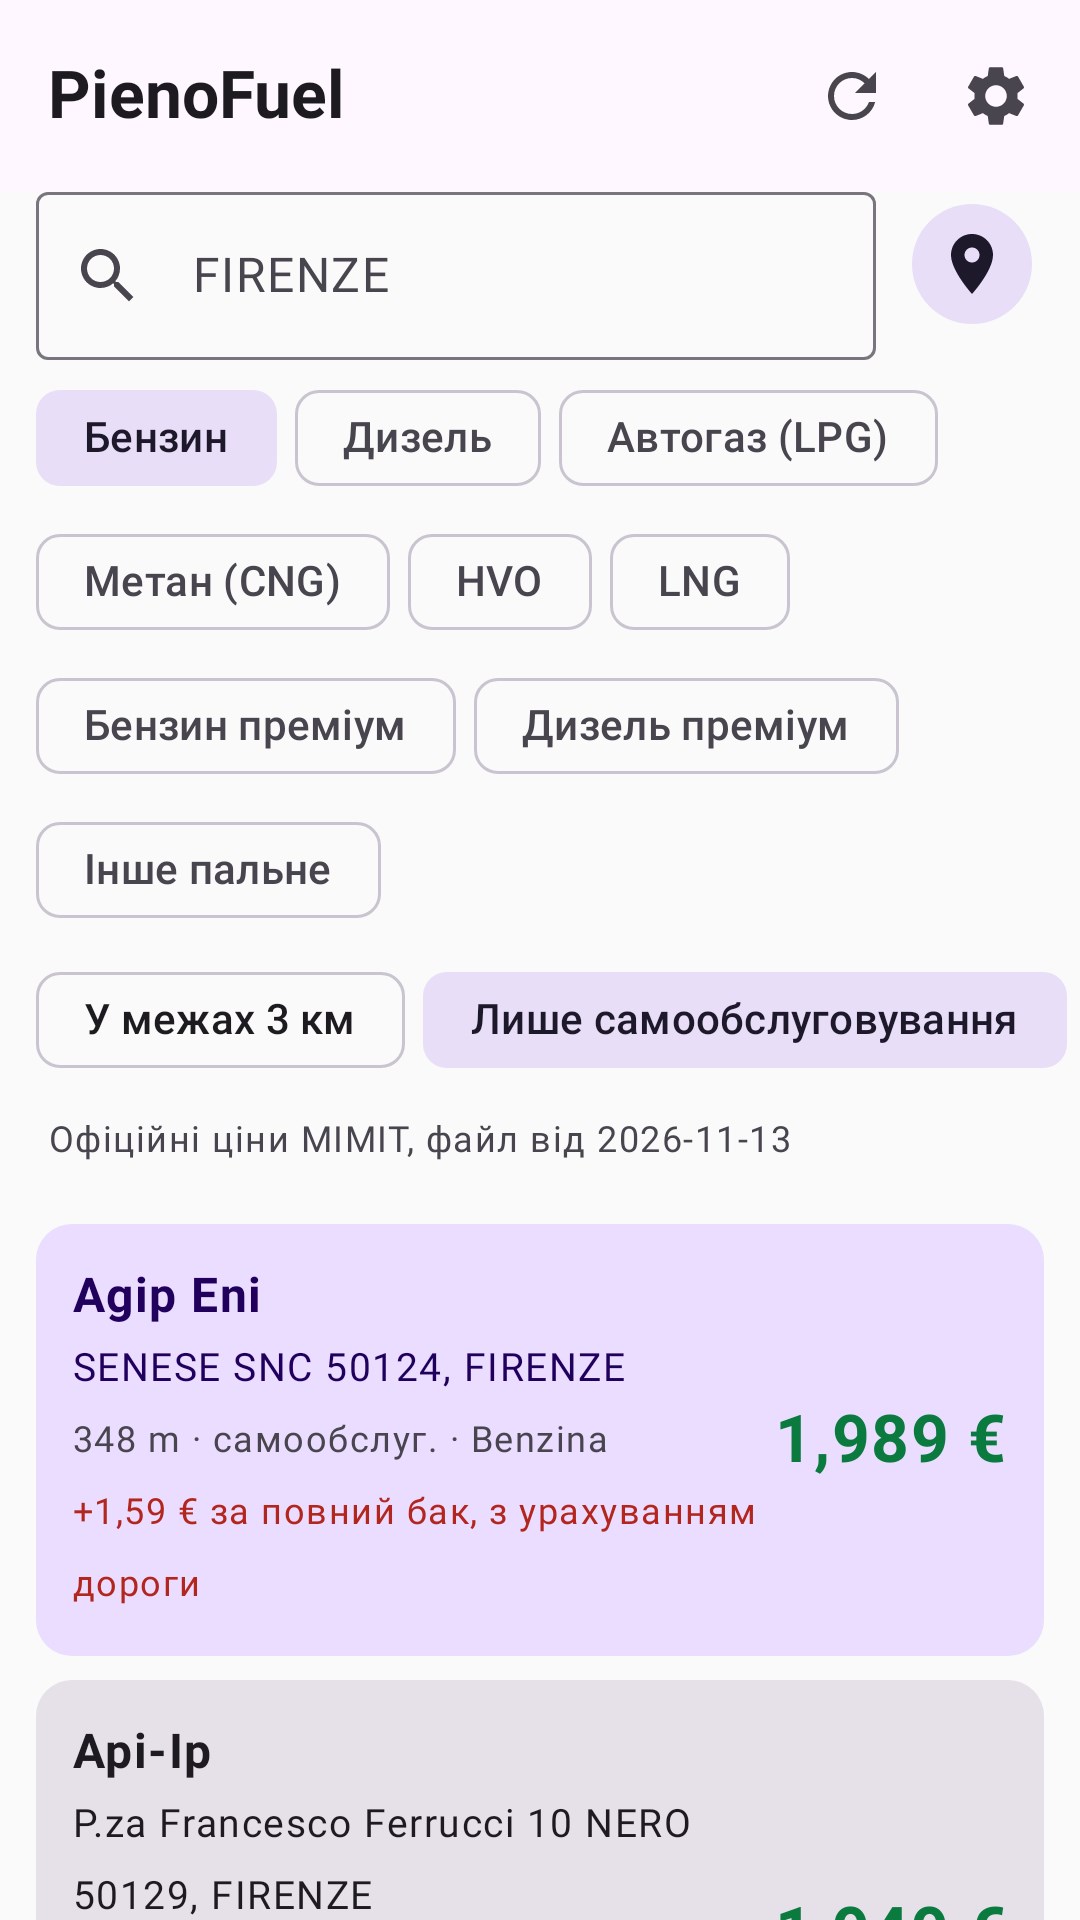 PienoFuel
FIRENZE
Бензин
Дизель
Автогаз (LPG)
Метан (CNG)
HVO
LNG
Бензин преміум
Дизель преміум
Інше пальне
У межах 3 км
Лише самообслуговування
Офіційні ціни MIMIT, файл від 2026-11-13
Agip Eni
SENESE SNC 50124, FIRENZE
348 m · самообслуг. · Benzina
1,989 €
+1,59 € за повний бак, з урахуванням
дороги
Api-Ip
P.za Francesco Ferrucci 10 NERO
50129, FIRENZE